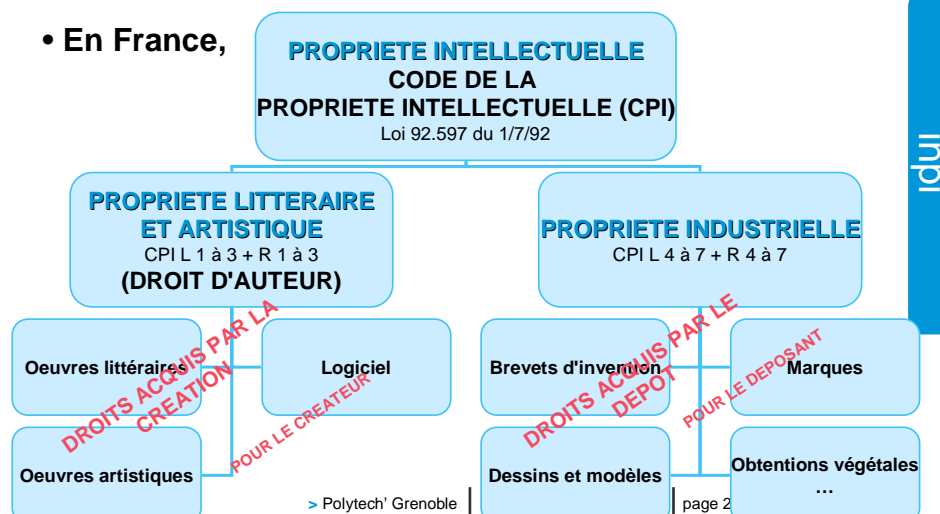 • En France,
PROPRIETE INTELLECTUELLE
CODE DE LA
PROPRIETE INTELLECTUELLE (CPI)
Loi 92.597 du 1/7/92
inpi
PROPRIETE LITTERAIRE
ET ARTISTIQUE
CPI L 1 à 3 + R 1 à 3
(DROIT D'AUTEUR)
PROPRIETE INDUSTRIELLE
CPI L 4 à 7 + R 4 à 7
Oeuvres littéraires
Logiciel
Oeuvres artistiques
DROITS ACQUIS PAR LA
CREATION
POUR LE CREATEUR
Brevets d'invention
Marques
Dessins et modèles
Obtentions végétales
…
DROITS ACQUIS PAR LE
DEPOT
POUR LE DEPOSANT
> Polytech' Grenoble
page 2